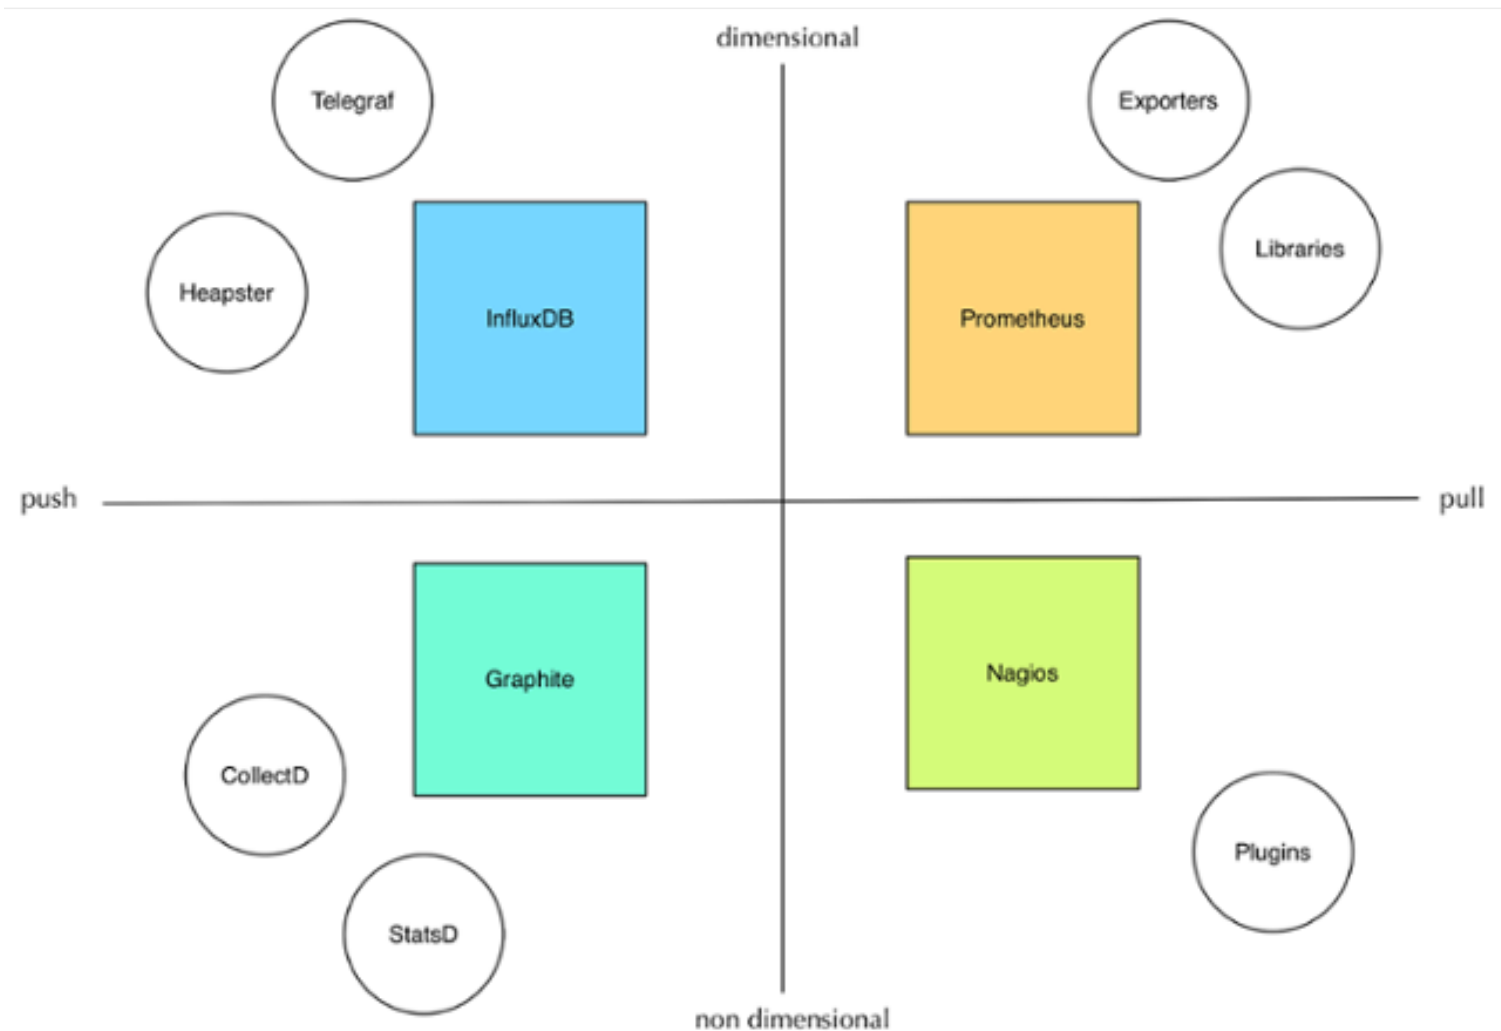 dimensional
Telegraf
Exporters
Libraries
Heapster
InfluxDB
Prometheus
push
pull
Graphite
Nagios
CollectD
Plugins
StatsD
non dimensional